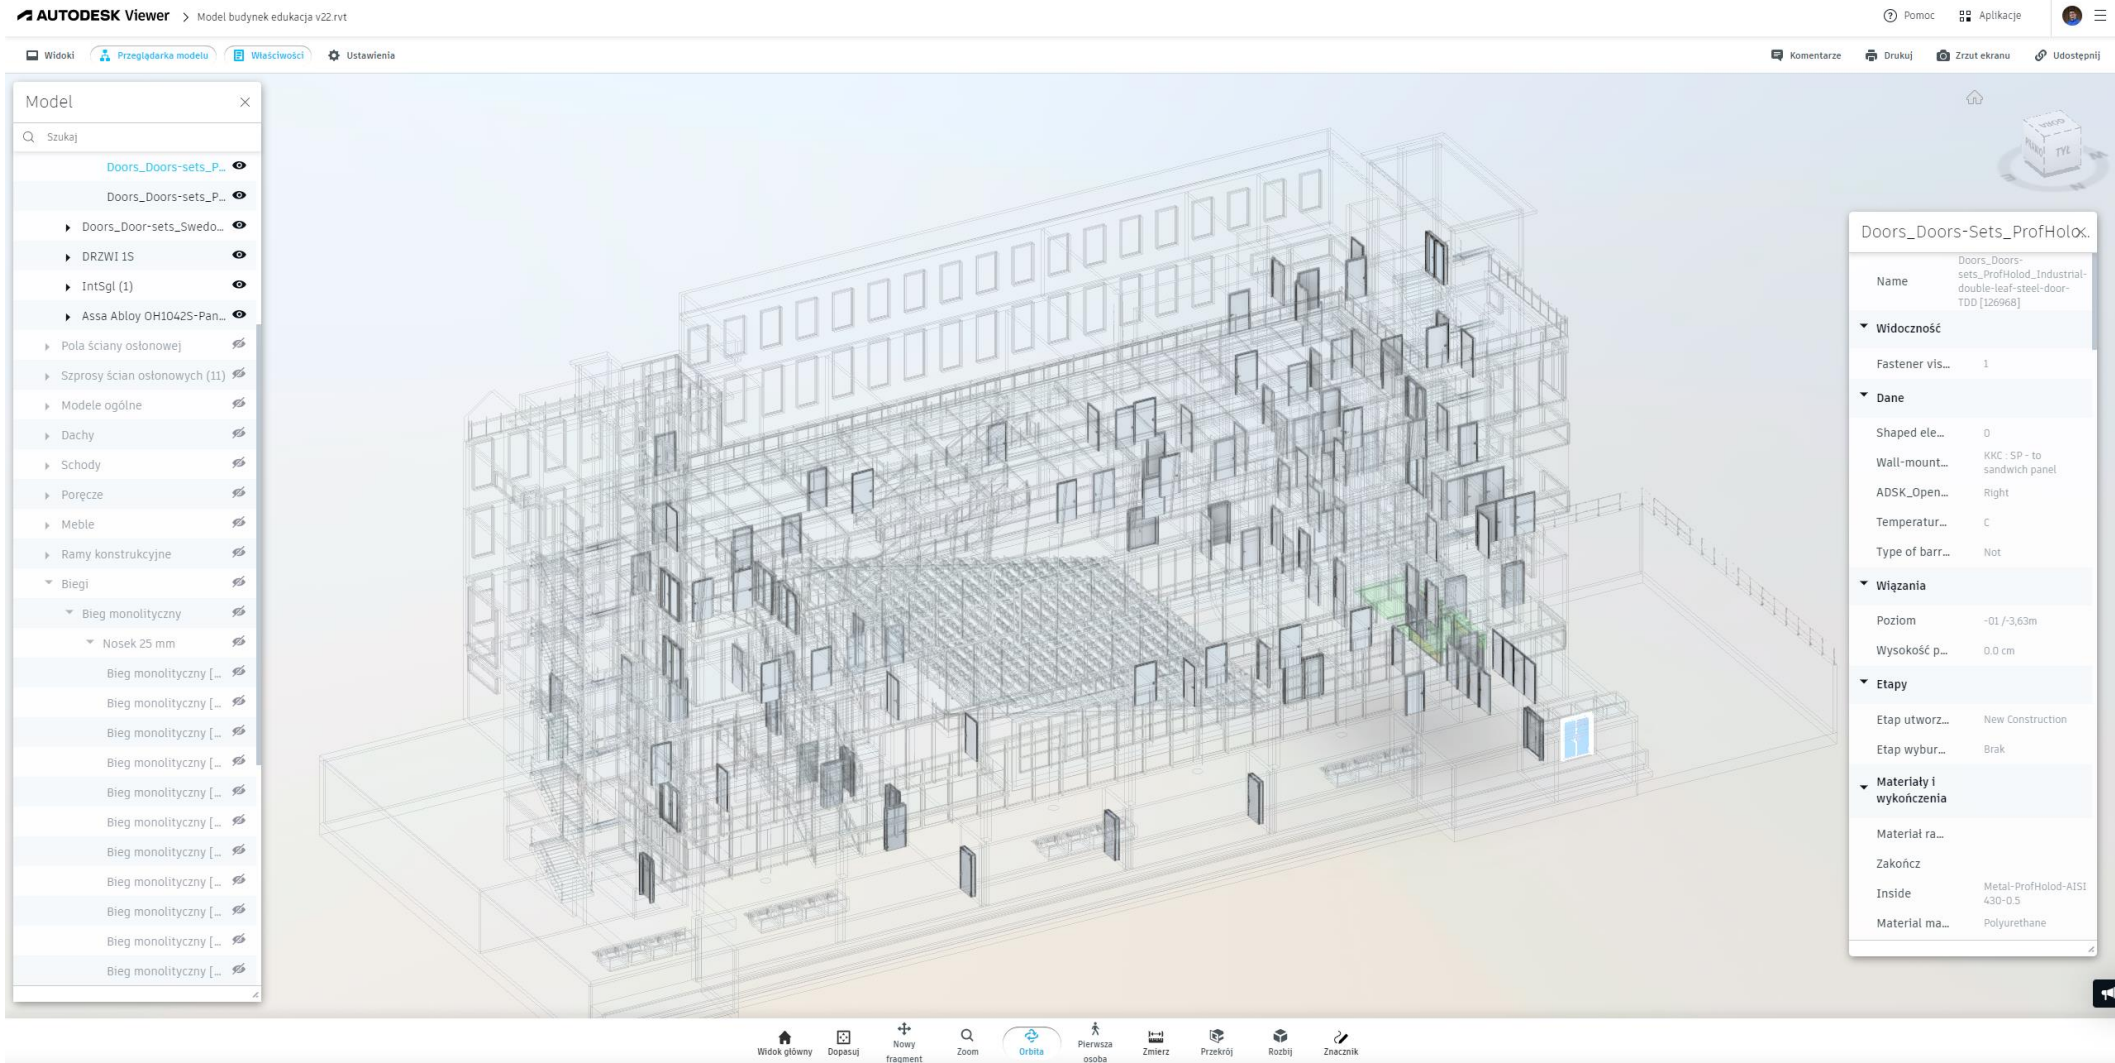 AUTODESK Viewer > Model budynek edukacja v22.rvt
Pomoc
Aplikacje
Widoki
Przeglądarka modelu
Właściwości
Ustawienia
Komentarze
Drukuj
Zrzut ekranu
Udostępnij
Model
Szukaj
Doors_Doors-sets_P...
Doors_Doors-sets_P...
Doors_Door-sets_Swedo...
DRZWI 1S
IntSgl (1)
Assa Abloy OH1042S-Pan...
Pola ściany osłonowej
Szprosy ścian osłonowych (11)
Modele ogólne
Dachy
Schody
Poręcze
Meble
Ramy konstrukcyjne
Biegi
Bieg monolityczny
Nosek 25 mm
Bieg monolityczny [...
Bieg monolityczny [...
Bieg monolityczny [...
Bieg monolityczny [...
Bieg monolityczny [...
Bieg monolityczny [...
Bieg monolityczny [...
Bieg monolityczny [...
Bieg monolityczny [...
Bieg monolityczny [...
Bieg monolityczny [...
TYŁ
Doors_Doors-Sets_ProfHolo...
Name
Doors_Doors-
sets_ProfHolod_Industrial-
double-leaf-steel-door-
TDD [126968]
Widoczność
Fastener vis... 1
Dane
Shaped ele... 0
Wall-mount...
KKC : SP - to
sandwich panel
ADSK_Open... Right
Temperatur... C
Type of barr... Not
Wiązania
Poziom -01 /-3,63m
Wysokość p... 0.0 cm
Etapy
Etap utworz... New Construction
Etap wybur... Brak
Materiały i
wykończenia
Materiał ra...
Zakończ
Inside
Metal-ProfHolod-AISI
430-0.5
Material ma... Polyurethane
Widok główny
Dopasuj
Nowy
fragment
Zoom
Orbita
Pierwsza
osoba
Zmierz
Przekrój
Rozbij
Znacznik